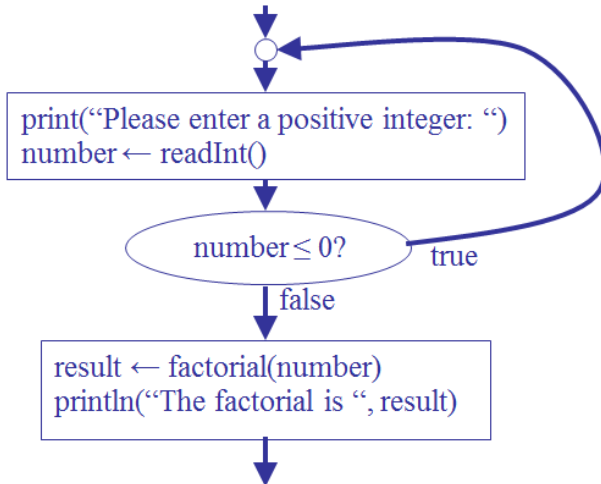 print(“Please enter a positive integer: “)
number ← readInt()
number ≤ 0?
true
false
result ← factorial(number)
println(“The factorial is “, result)